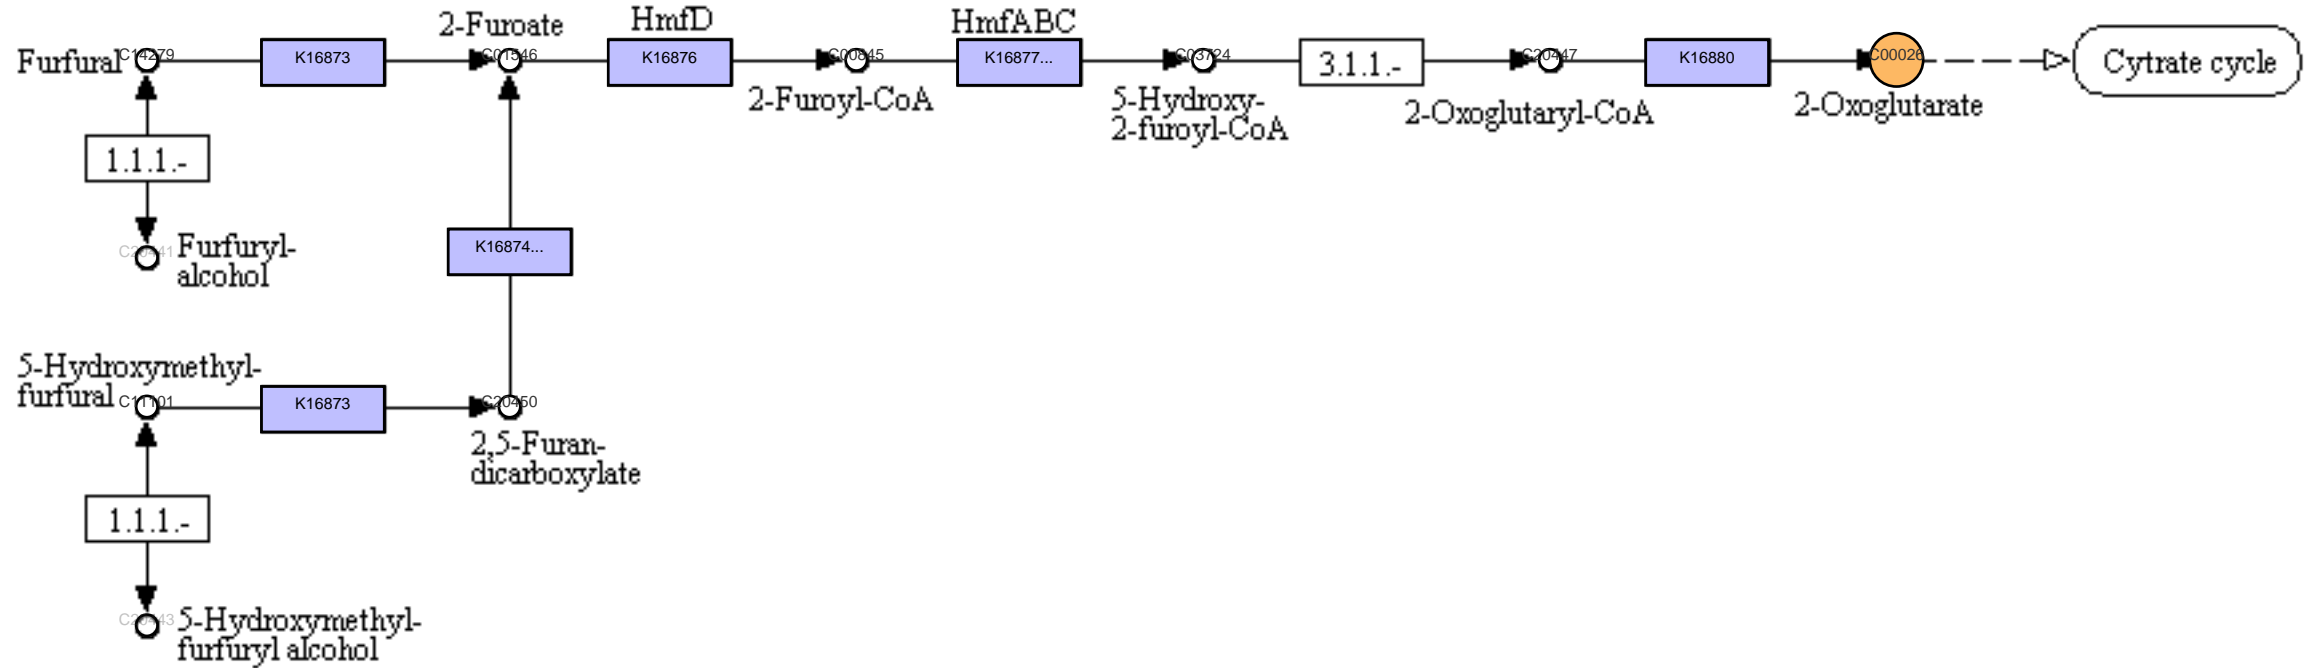 2-Furoate
HmfD
HmfABC
Furfural
C14279
K16873
C01546
K16876
C00845
K16877...
C03724
3.1.1.-
C20447
K16880
C00026
Cytrate cycle
2-Furoyl-CoA
5-Hydroxy-
2-furoyl-CoA
2-Oxoglutaryl-CoA
2-Oxoglutarate
1.1.1.-
C20441
Furfuryl-
alcohol
K16874...
5-Hydroxymethyl-
furfural
C11101
K16873
C20450
2,5-Furan-
dicarboxylate
1.1.1.-
C20443
5-Hydroxymethyl-
furfuryl alcohol